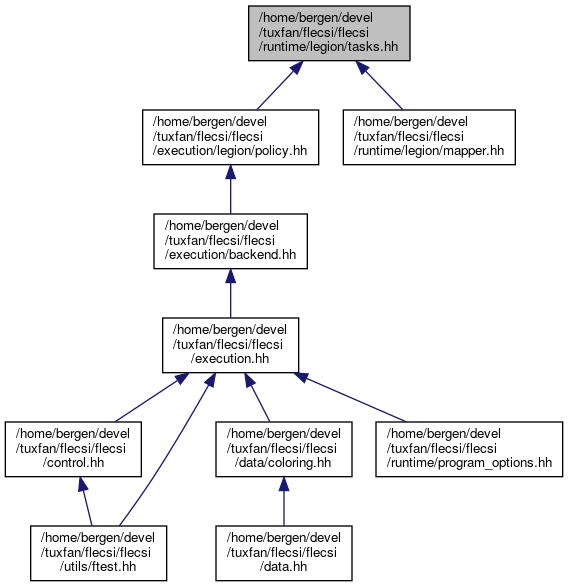 /home/bergen/devel
/tuxfan/flecsi/flecsi
/runtime/legion/tasks.hh
/home/bergen/devel
/tuxfan/flecsi/flecsi
/execution/legion/policy.hh
/home/bergen/devel
/tuxfan/flecsi/flecsi
/runtime/legion/mapper.hh
/home/bergen/devel
/tuxfan/flecsi/flecsi
/execution/backend.hh
/home/bergen/devel
/tuxfan/flecsi/flecsi
/execution.hh
/home/bergen/devel
/tuxfan/flecsi/flecsi
/control.hh
/home/bergen/devel
/tuxfan/flecsi/flecsi
/data/coloring.hh
/home/bergen/devel
/tuxfan/flecsi/flecsi
/runtime/program_options.hh
/home/bergen/devel
/tuxfan/flecsi/flecsi
/utils/ftest.hh
/home/bergen/devel
/tuxfan/flecsi/flecsi
/data.hh